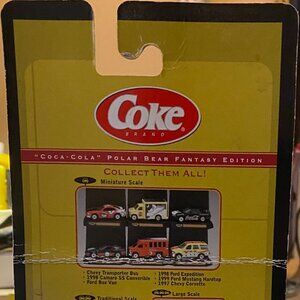 Coke
BRAND
"COCA-COLA" POLAR BEAR FANTASY EDITION
COLLECT THEM ALL!
Miniature Scale
• Chevy Transporter Bus
• 1998 Camaro SS Convertible
• Ford Box Van
• 1998 Ford Expedition
• 1999 Ford Mustang Hardtop
• 1997 Chevy Corvette
Traditional Scale
Large Scale